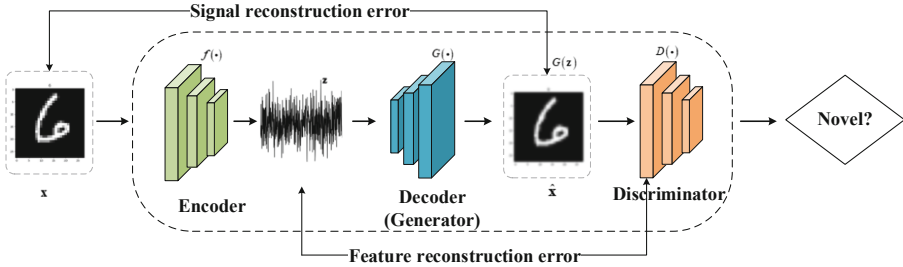 Signal reconstruction error
f(•)
G(•)
G(z)
D(•)
z
Novel?
x
Encoder
Decoder
(Generator)
x̂
Discriminator
Feature reconstruction error